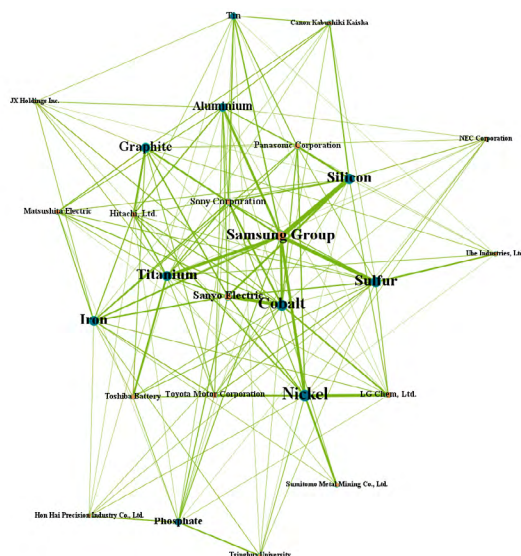 Tin
Canon Kabushiki Kaisha
JX Holdings Inc.
Aluminium
Graphite
Panasonic Corporation
NEC Corporation
Silicon
Sony Corporation
Matsushita Electric
Hitachi, Ltd.
Samsung Group
Ube Industries, Ltd
Titanium
Sulfur
Sanyo Electric
Cobalt
Iron
Toshiba Battery
Toyota Motor Corporation
Nickel
LG Chem, Ltd.
Sumitomo Metal Mining Co., Ltd.
Hon Hai Precision Industry Co., Ltd.
Phosphate
Tsinghua University